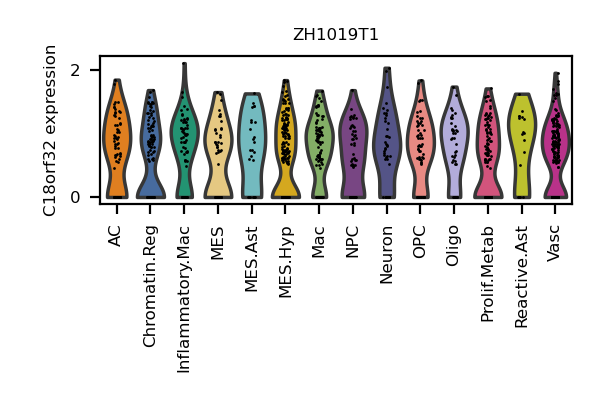 ZH1019T1
C18orf32 expression
2
0
AC
Chromatin.Reg
Inflammatory.Mac
MES
MES.Ast
MES.Hyp
Mac
NPC
Neuron
OPC
Oligo
Prolif.Metab
Reactive.Ast
Vasc